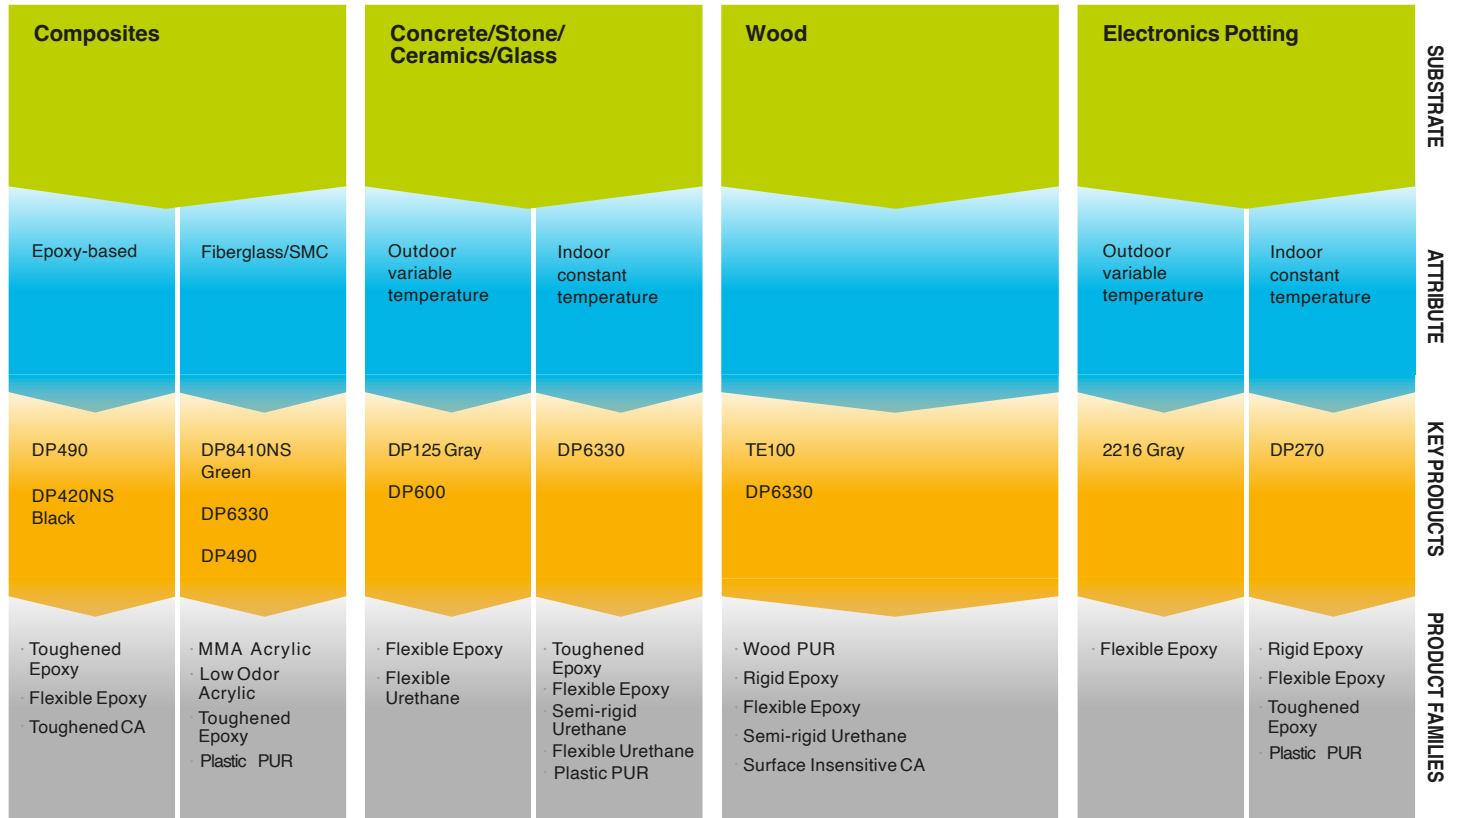 Composites
Concrete/Stone/
Ceramics/Glass
Wood
Electronics Potting
SUBSTRATE
Epoxy-based
Fiberglass/SMC
Outdoor
variable
temperature
Indoor
constant
temperature
Outdoor
variable
temperature
Indoor
constant
temperature
ATTRIBUTE
DP490
DP420NS
Black
DP8410NS
Green
DP6330
DP490
DP125 Gray
DP600
DP6330
TE100
DP6330
2216 Gray
DP270
KEY PRODUCTS
· Toughened
Epoxy
· Flexible Epoxy
· Toughened CA
· MMA Acrylic
· Low Odor
Acrylic
· Toughened
Epoxy
· Plastic PUR
· Flexible Epoxy
· Flexible
Urethane
· Toughened
Epoxy
· Flexible Epoxy
· Semi-rigid
Urethane
· Flexible Urethane
· Plastic PUR
· Wood PUR
· Rigid Epoxy
· Flexible Epoxy
· Semi-rigid Urethane
· Surface Insensitive CA
· Flexible Epoxy
· Rigid Epoxy
· Flexible Epoxy
· Toughened
Epoxy
· Plastic PUR
PRODUCT FAMILIES